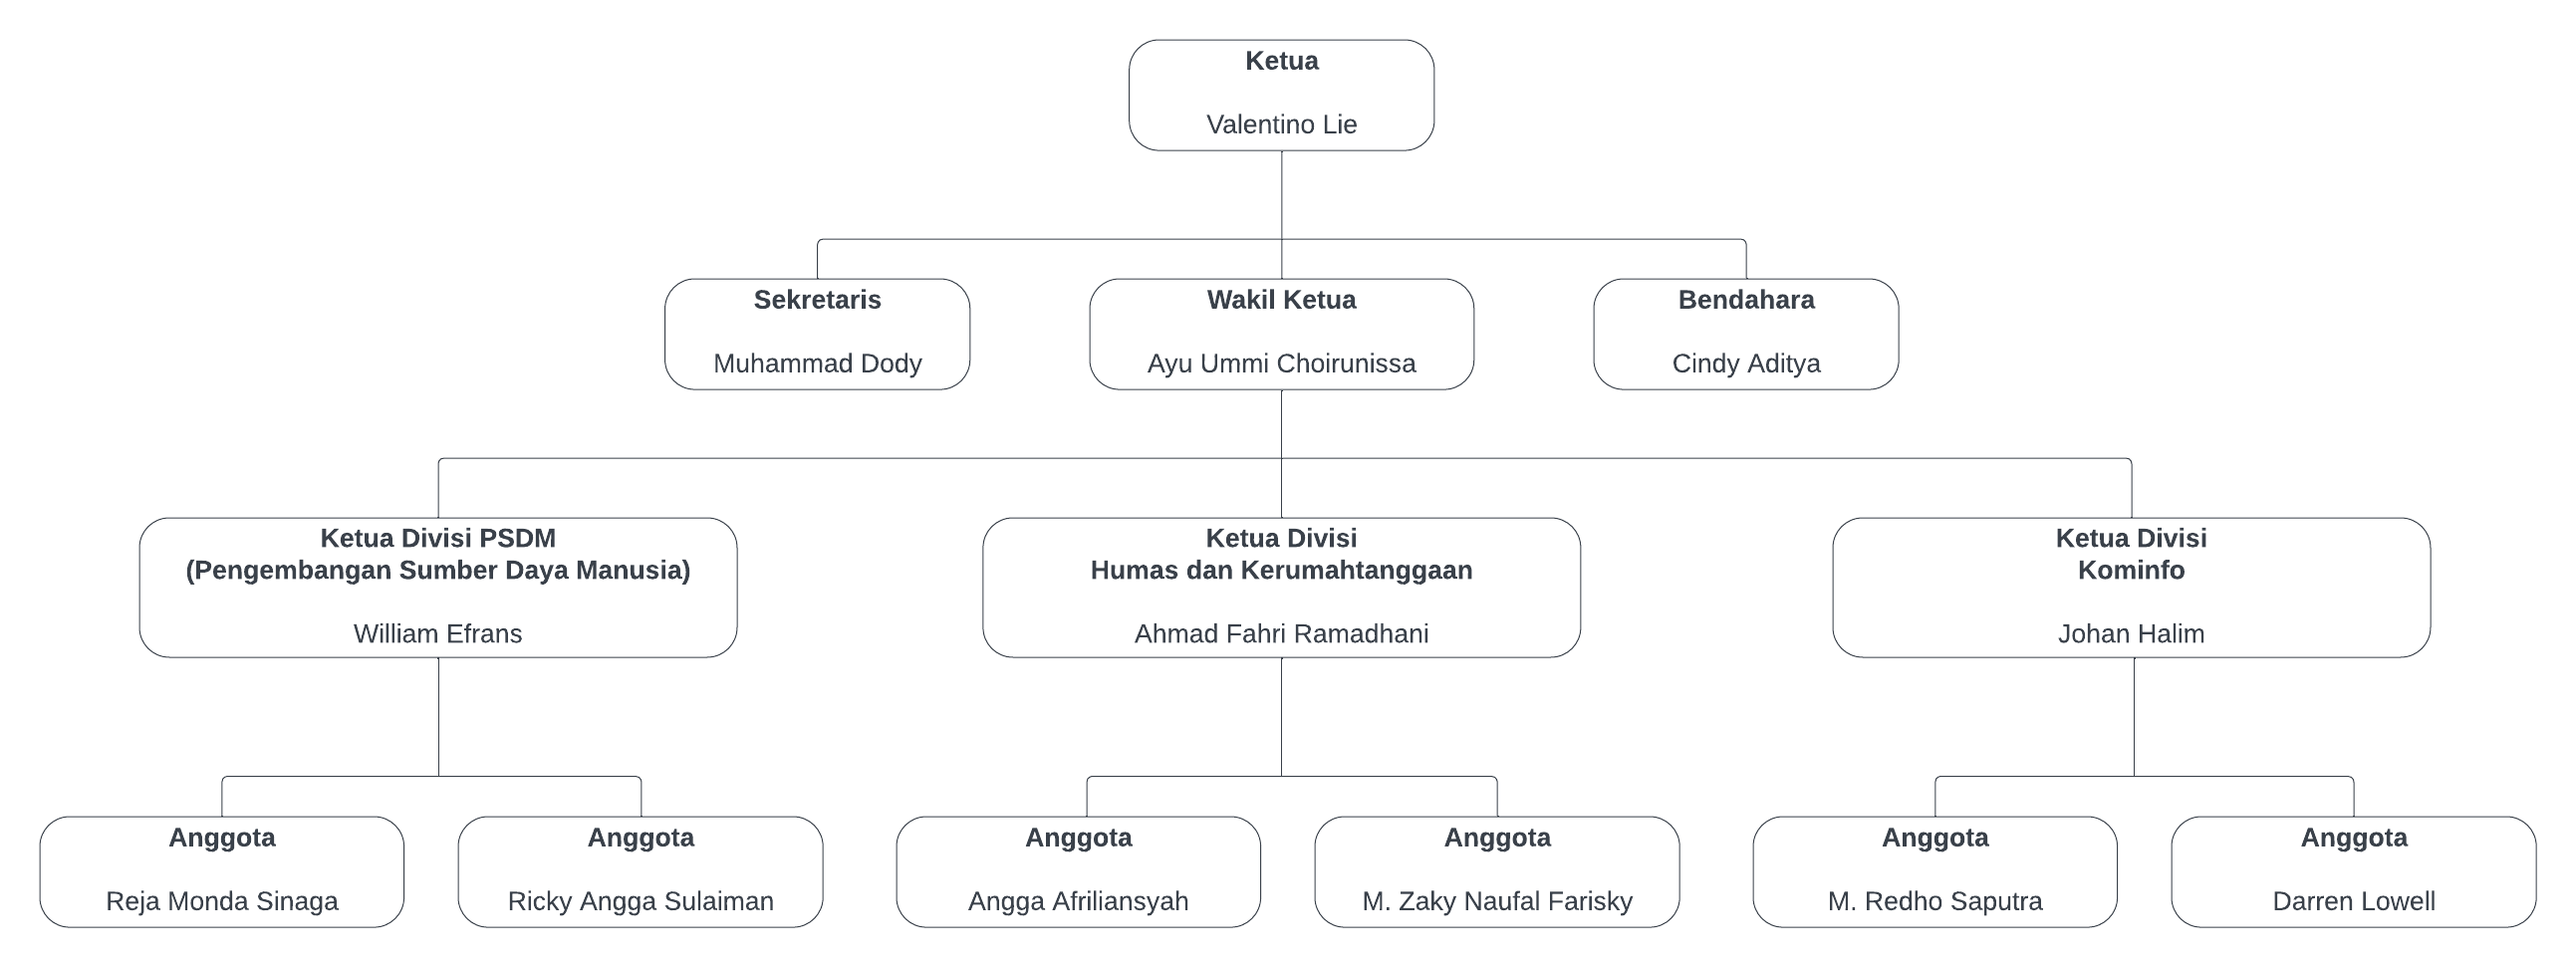 Ketua
Valentino Lie
Sekretaris
Muhammad Dody
Wakil Ketua
Ayu Ummi Choirunissa
Bendahara
Cindy Aditya
Ketua Divisi PSDM
(Pengembangan Sumber Daya Manusia)
William Efrans
Ketua Divisi
Humas dan Kerumahtanggaan
Ahmad Fahri Ramadhani
Ketua Divisi
Kominfo
Johan Halim
Anggota
Reja Monda Sinaga
Anggota
Ricky Angga Sulaiman
Anggota
Angga Afriliansyah
Anggota
M. Zaky Naufal Farisky
Anggota
M. Redho Saputra
Anggota
Darren Lowell